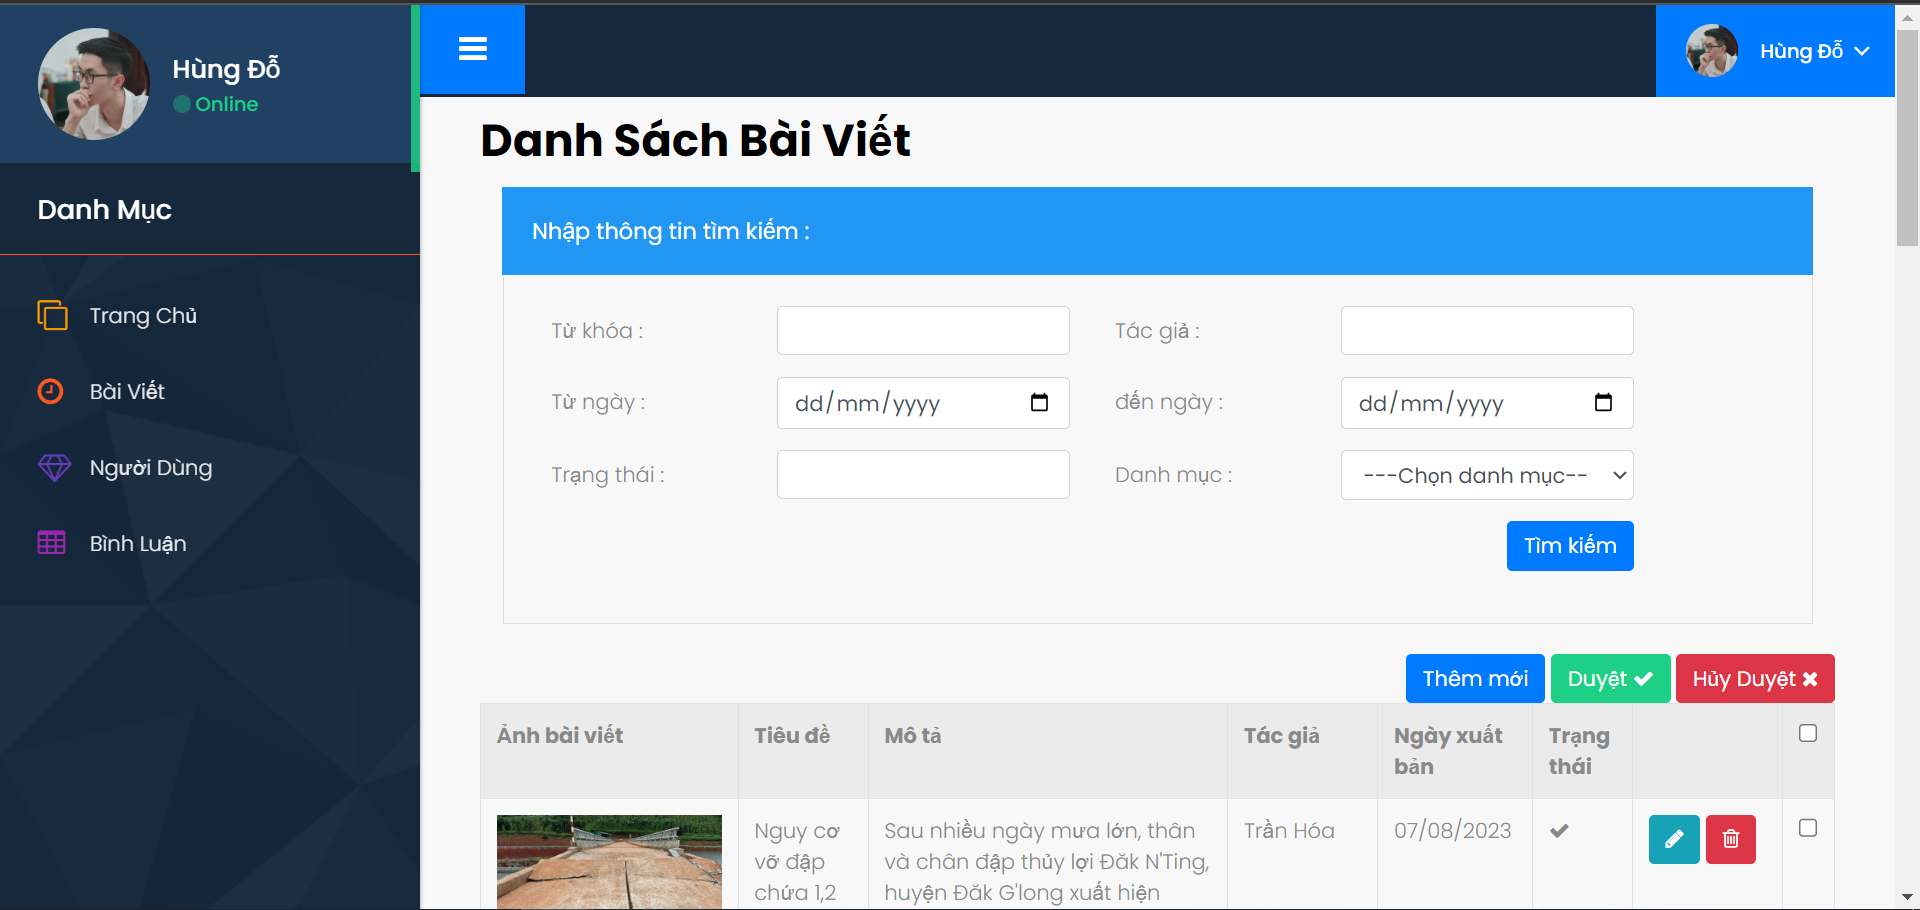 Hùng Đỗ
Online
Hùng Đỗ
Danh Mục
Trang Chủ
Bài Viết
Người Dùng
Bình Luận
Danh Sách Bài Viết
Nhập thông tin tìm kiếm :
Từ khóa :
Tác giả :
Từ ngày : dd/mm/yyyy
đến ngày : dd/mm/yyyy
Trạng thái :
Danh mục : ---Chọn danh mục--
Tìm kiếm
Thêm mới Duyệt Hủy Duyệt
Ảnh bài viết
Tiêu đề
Mô tả
Tác giả
Ngày xuất
bản
Trạng
thái
Nguy cơ
vỡ đập
chứa 1,2
Sau nhiều ngày mưa lớn, thân
và chân đập thủy lợi Đăk N'Ting,
huyện Đăk G'long xuất hiện
Trần Hóa
07/08/2023